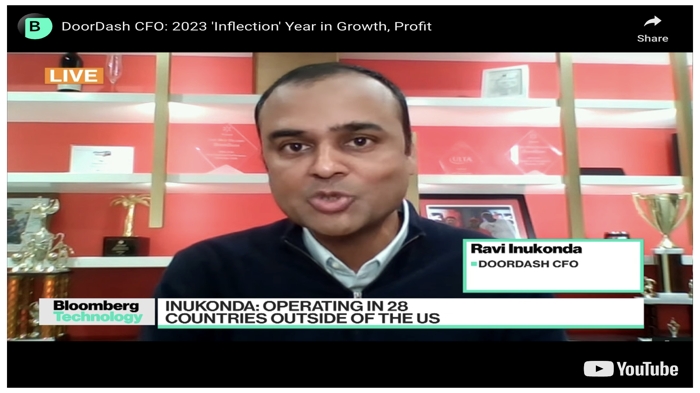 B
DoorDash CFO: 2023 'Inflection' Year in Growth, Profit
Share
LIVE
Ravi Inukonda
DOORDASH CFO
Bloomberg
Technology
INUKONDA: OPERATING IN 28
COUNTRIES OUTSIDE OF THE US
YouTube